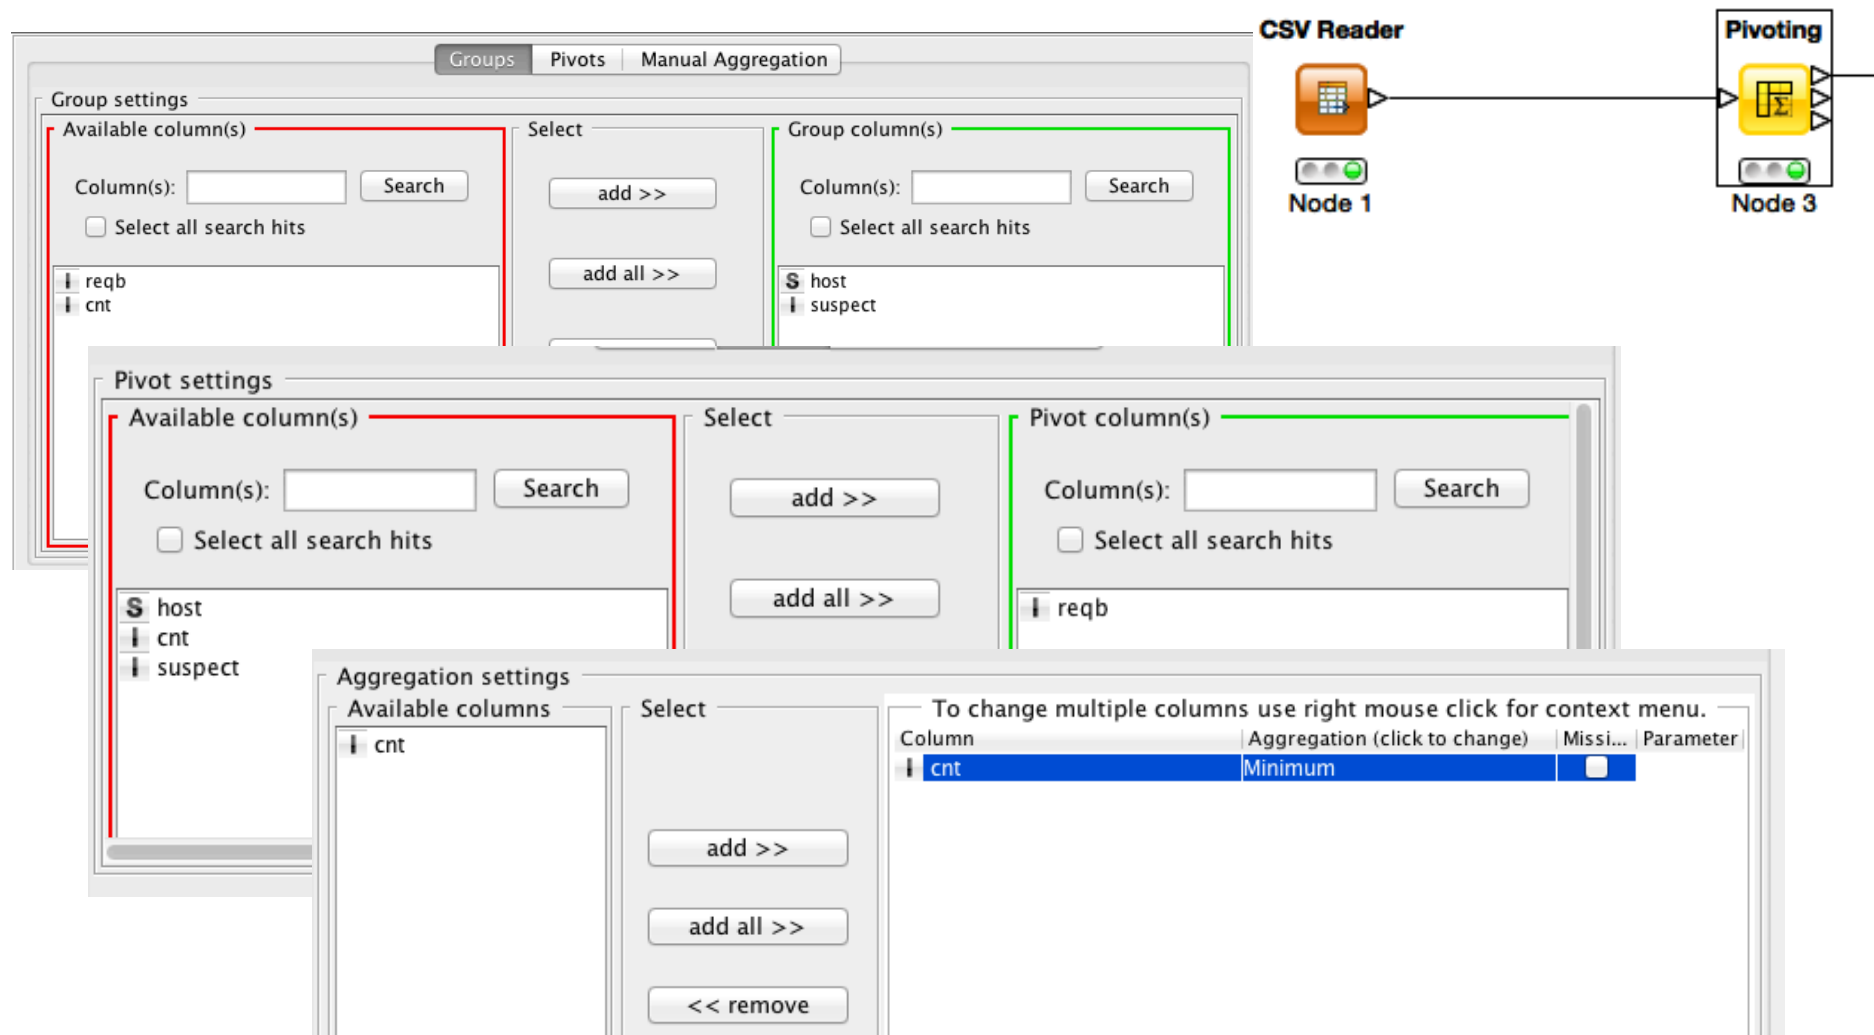 CSV Reader
Pivoting
Node 1
Node 3
Groups Pivots Manual Aggregation
Group settings
Available column(s)
Column(s): Search
Select all search hits
reqb
cnt
Select
add >>
add all >>
Group column(s)
Column(s): Search
Select all search hits
S host
suspect
Pivot settings
Available column(s)
Column(s): Search
Select all search hits
S host
cnt
suspect
Select
add >>
add all >>
Pivot column(s)
Column(s): Search
Select all search hits
reqb
Aggregation settings
Available columns
cnt
Select
add >>
add all >>
<< remove
To change multiple columns use right mouse click for context menu.
Column Aggregation (click to change) Missi... Parameter
cnt Minimum